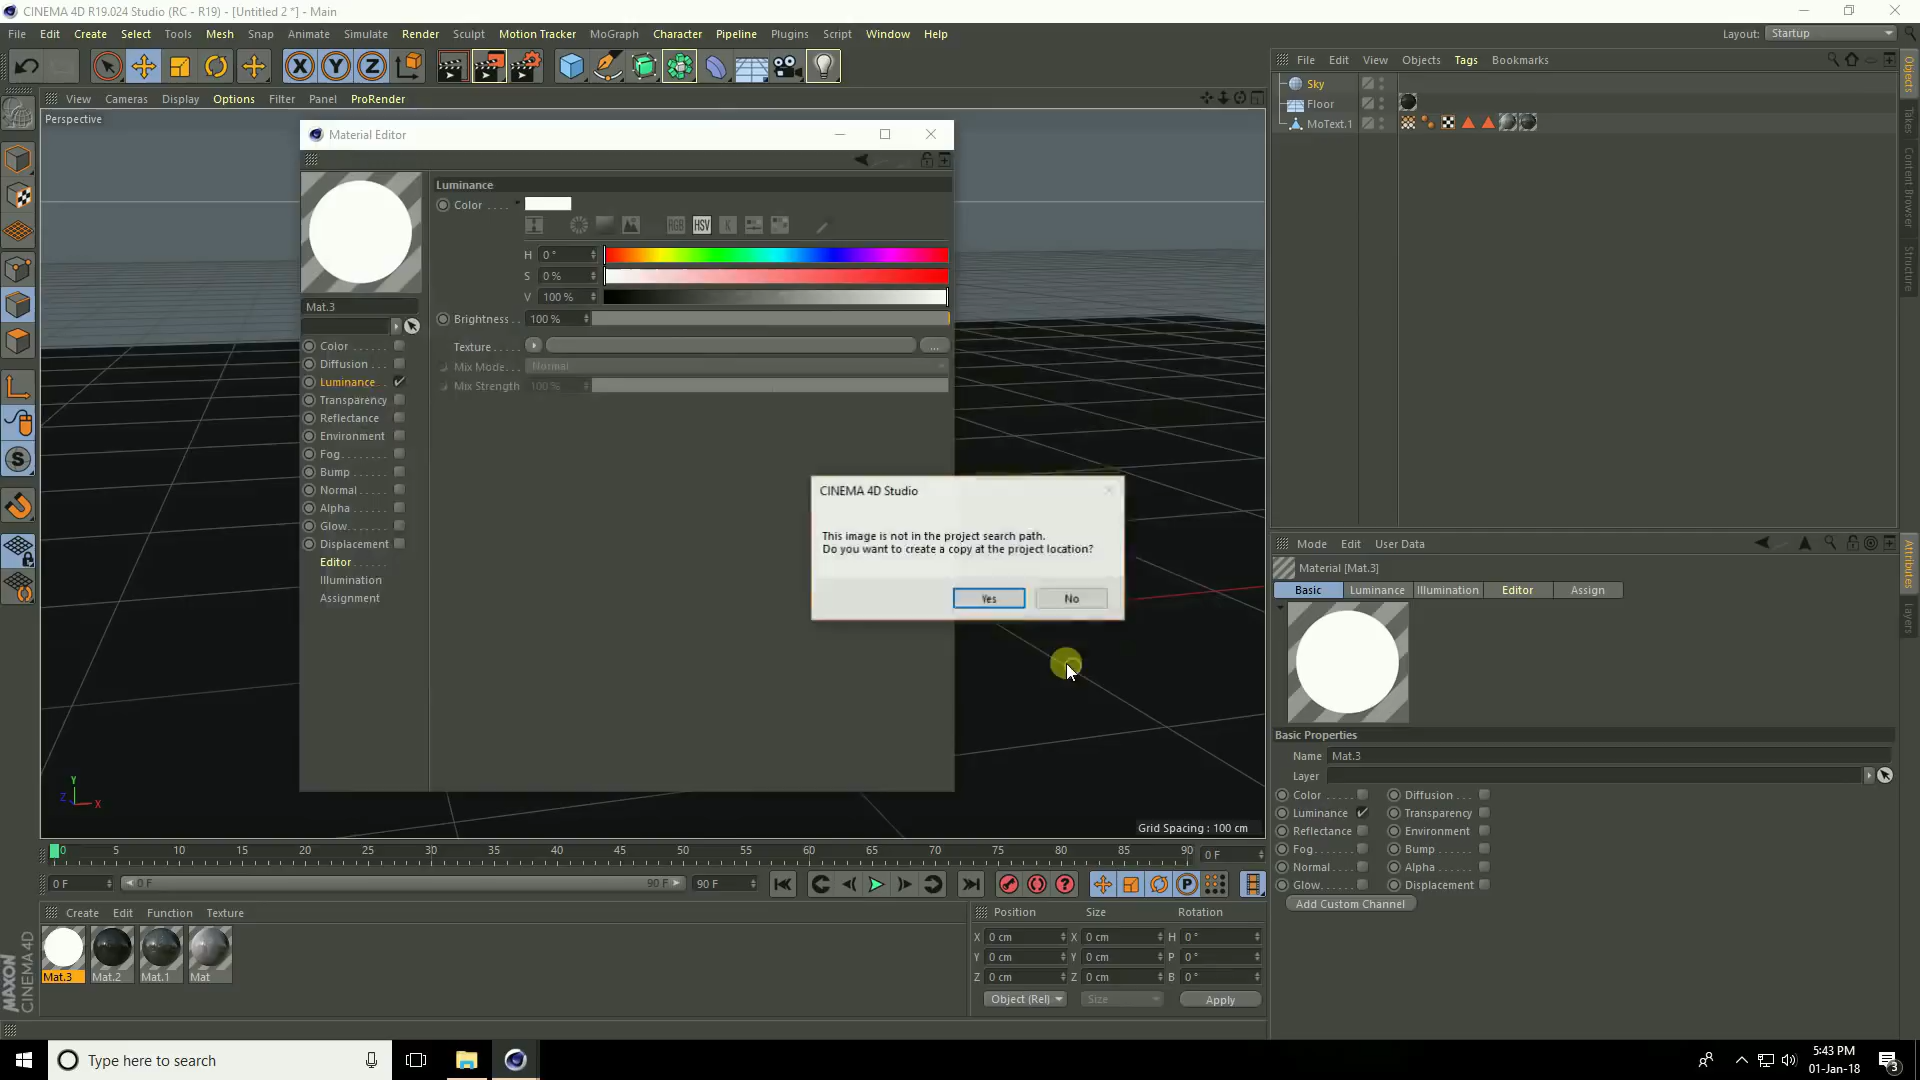 CINEMA 4D R19.024 Studio (RC - R19) - [Untitled 2 *] - Main
File Edit Create Select Tools Mesh Snap Animate Simulate Render Sculpt Motion Tracker MoGraph Character Pipeline Plugins Script Window Help
Layout: Startup
X Y Z
View Cameras Display Options Filter Panel ProRender
File Edit View Objects Tags Bookmarks
Sky
Floor
MoText.1
Objects
Takes
Content Browser
Structure
Perspective
Material Editor
Luminance
Color
RGB HSV K
H 0 °
S 0 %
V 100 %
Brightness 100 %
Texture ...
Mix Mode Normal
Mix Strength 100 %
Mat.3
Color
Diffusion
Luminance
Transparency
Reflectance
Environment
Fog
Bump
Normal
Alpha
Glow
Displacement
Editor
Illumination
Assignment
CINEMA 4D Studio
This image is not in the project search path.
Do you want to create a copy at the project location?
Yes No
Y
Z X
Grid Spacing : 100 cm
Mode Edit User Data
Material [Mat.3]
Basic Luminance Illumination Editor Assign
Basic Properties
Name Mat.3
Layer
Color Diffusion
Luminance Transparency
Reflectance Environment
Fog Bump
Normal Alpha
Glow Displacement
Add Custom Channel
Attributes
Layers
0 5 10 15 20 25 30 35 40 45 50 55 60 65 70 75 80 85 90 0 F
0 F 0 F 90 F 90 F
Create Edit Function Texture
Mat.3 Mat.2 Mat.1 Mat
MAXON CINEMA 4D
Position Size Rotation
X 0 cm X 0 cm H 0 °
Y 0 cm Y 0 cm P 0 °
Z 0 cm Z 0 cm B 0 °
Object (Rel) Size Apply
Type here to search
5:43 PM
01-Jan-18
3